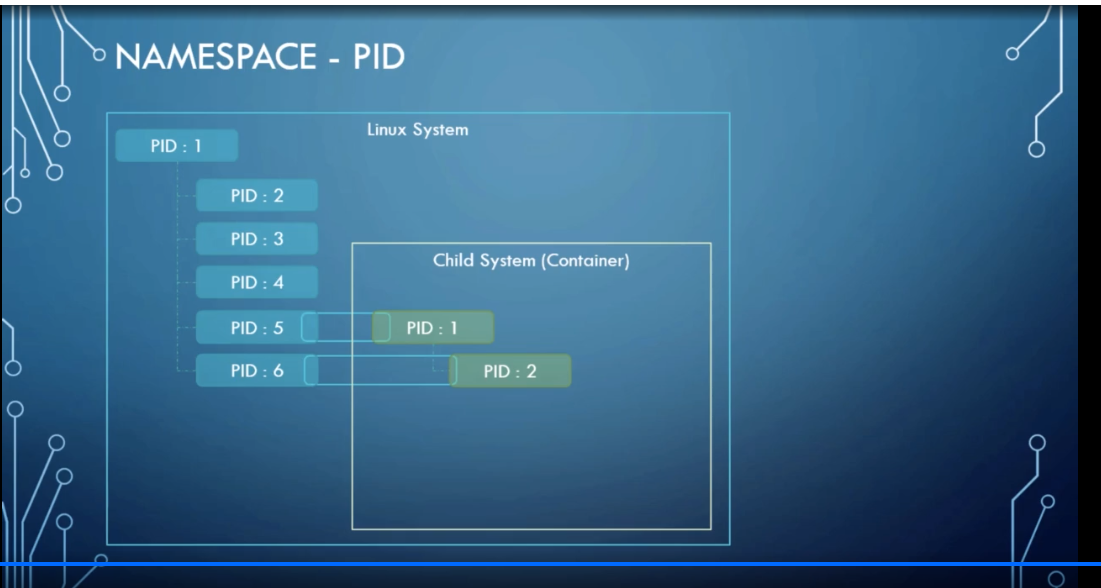 NAMESPACE - PID
Linux System
PID : 1
PID : 2
PID : 3
Child System (Container)
PID : 4
PID : 5
PID : 1
PID : 6
PID : 2